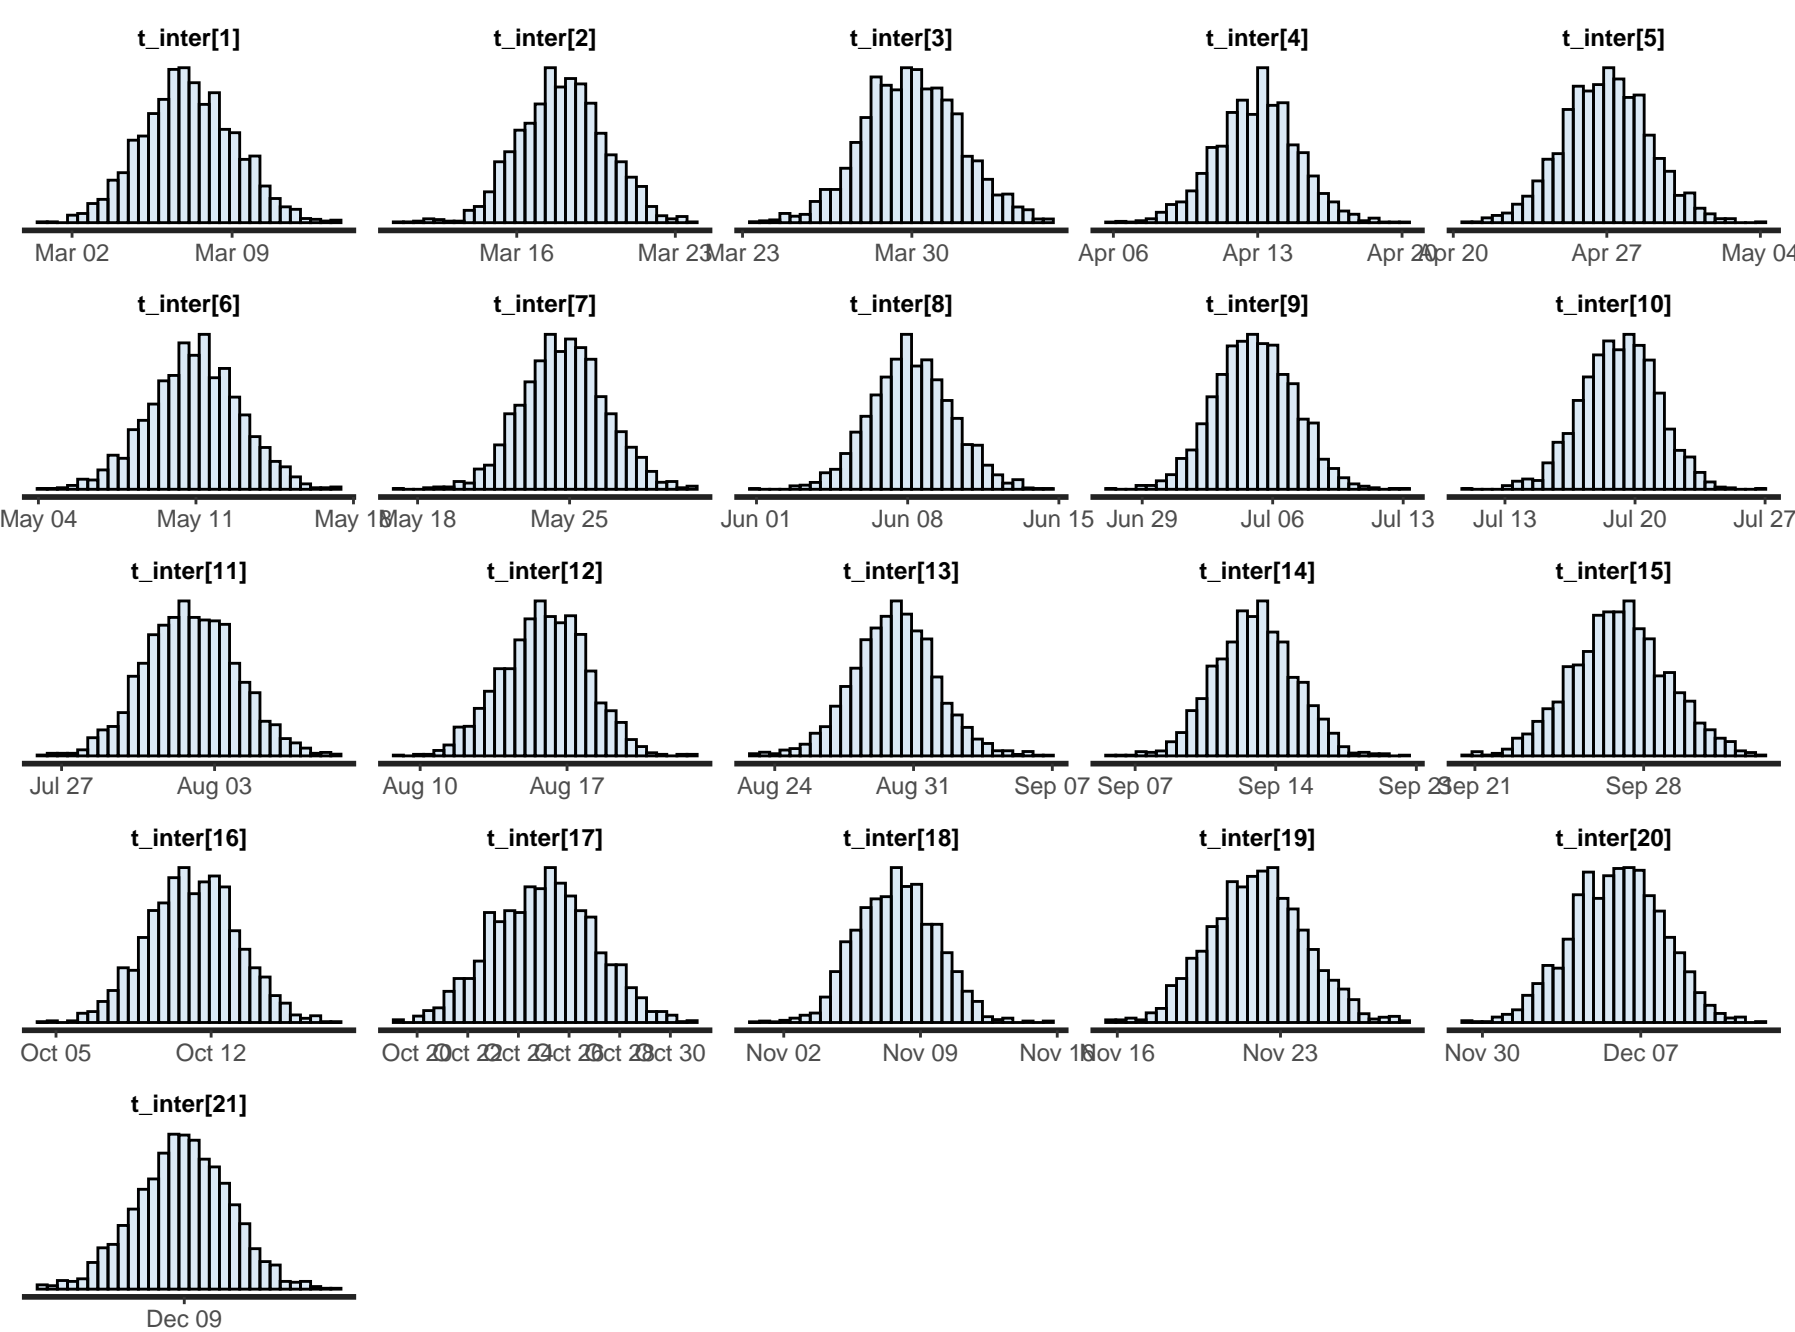 t_inter[1] t_inter[2] t_inter[3] t_inter[4] t_inter[5]
Mar 02 Mar 09 Mar 16 Mar 23 Mar 23 Mar 30 Apr 06 Apr 13 Apr 20 Apr 20 Apr 27 May 04
t_inter[6] t_inter[7] t_inter[8] t_inter[9] t_inter[10]
May 04 May 11 May 18 May 18 May 25 Jun 01 Jun 08 Jun 15 Jun 29 Jul 06 Jul 13 Jul 13 Jul 20 Jul 27
t_inter[11] t_inter[12] t_inter[13] t_inter[14] t_inter[15]
Jul 27 Aug 03 Aug 10 Aug 17 Aug 24 Aug 31 Sep 07 Sep 07 Sep 14 Sep 21 Sep 21 Sep 28
t_inter[16] t_inter[17] t_inter[18] t_inter[19] t_inter[20]
Oct 05 Oct 12 Oct 20 Oct 22 Oct 24 Oct 26 Oct 28 Oct 30 Nov 02 Nov 09 Nov 16 Nov 16 Nov 23 Nov 30 Dec 07
t_inter[21]
Dec 09